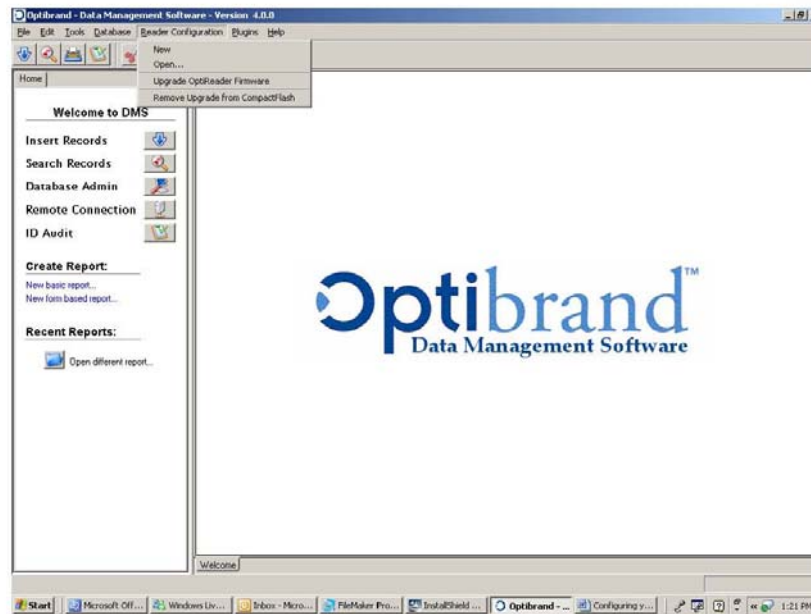 Optibrand - Data Management Software - Version 4.0.0
File Edit Tools Database Reader Configuration Plugins Help
New
Open...
Upgrade OptiReader Firmware
Remove Upgrade from CompactFlash
Home
Welcome to DMS
Insert Records
Search Records
Database Admin
Remote Connection
ID Audit
Create Report:
New basic report...
New form based report...
Recent Reports:
Open different report...
Optibrand™
Data Management Software
Welcome
Start Microsoft Off... Windows Liv... Inbox - Micro... FileMaker Pro... InstallShield ... Optibrand - ... Configuring y... 1:21 PM